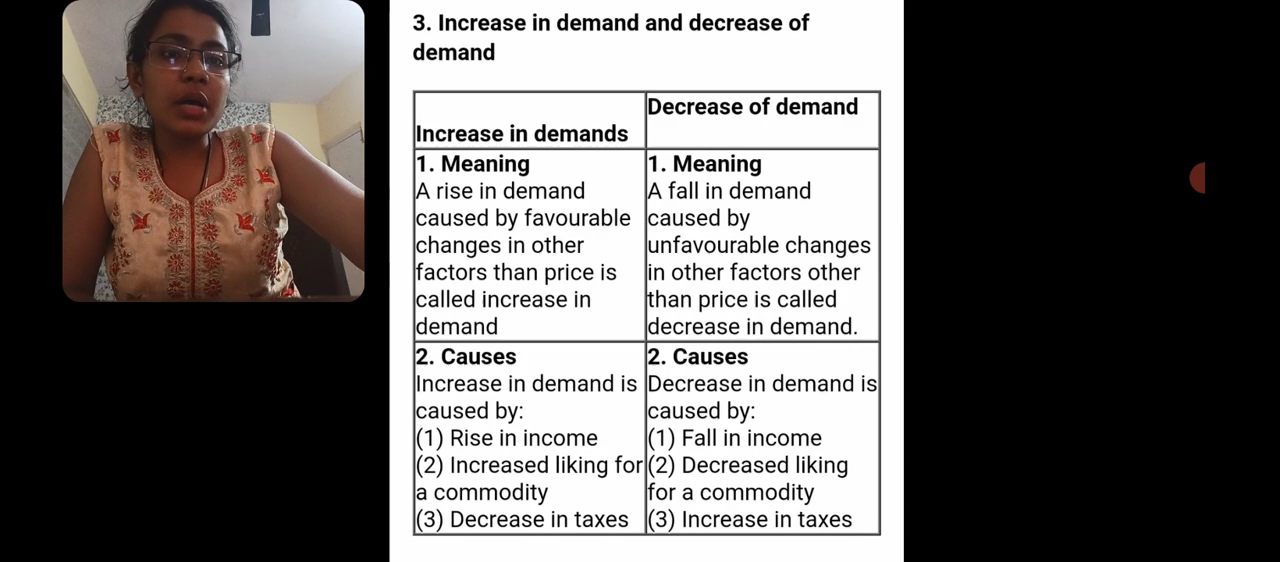 3. Increase in demand and decrease of
demand
Increase in demands
Decrease of demand
1. Meaning
A rise in demand
caused by favourable
changes in other
factors than price is
called increase in
demand
1. Meaning
A fall in demand
caused by
unfavourable changes
in other factors other
than price is called
decrease in demand.
2. Causes
Increase in demand is
caused by:
(1) Rise in income
(2) Increased liking for
a commodity
(3) Decrease in taxes
2. Causes
Decrease in demand is
caused by:
(1) Fall in income
(2) Decreased liking
for a commodity
(3) Increase in taxes